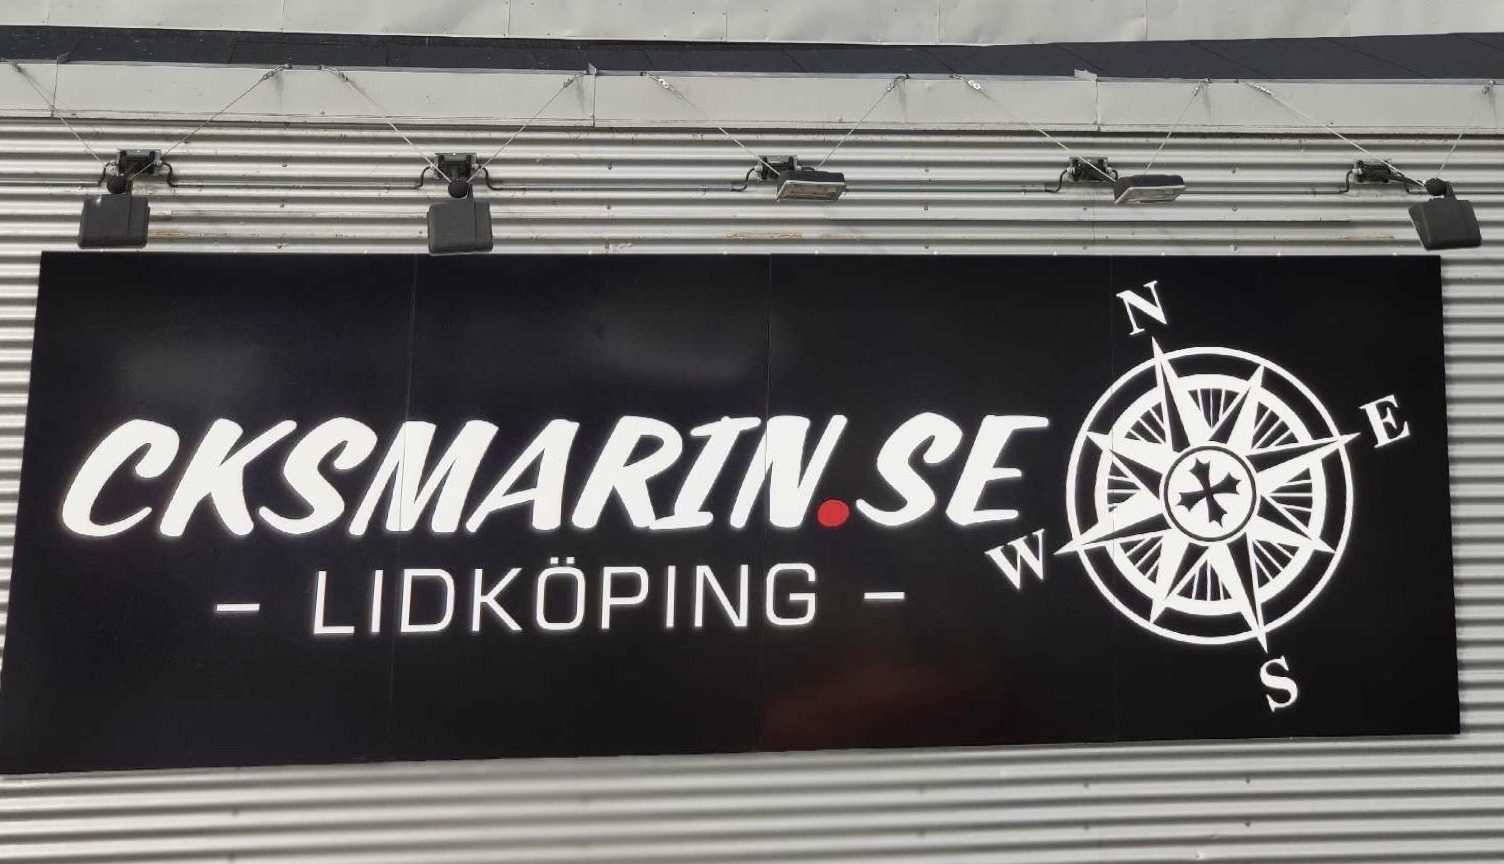 CKSMARIN.SE
– LIDKÖPING –
N
E
W
S